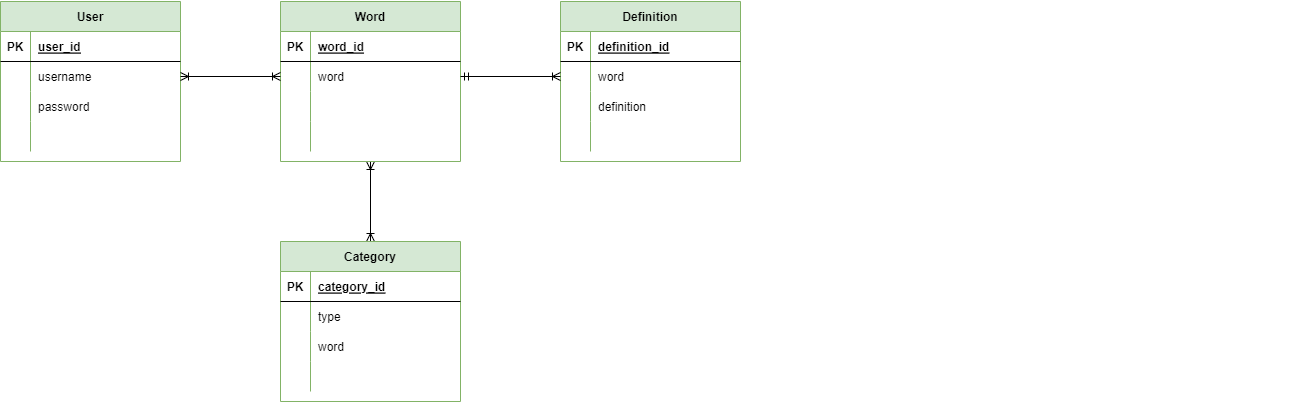 User
PK user_id
username
password
Word
PK word_id
word
Definition
PK definition_id
word
definition
Category
PK category_id
type
word